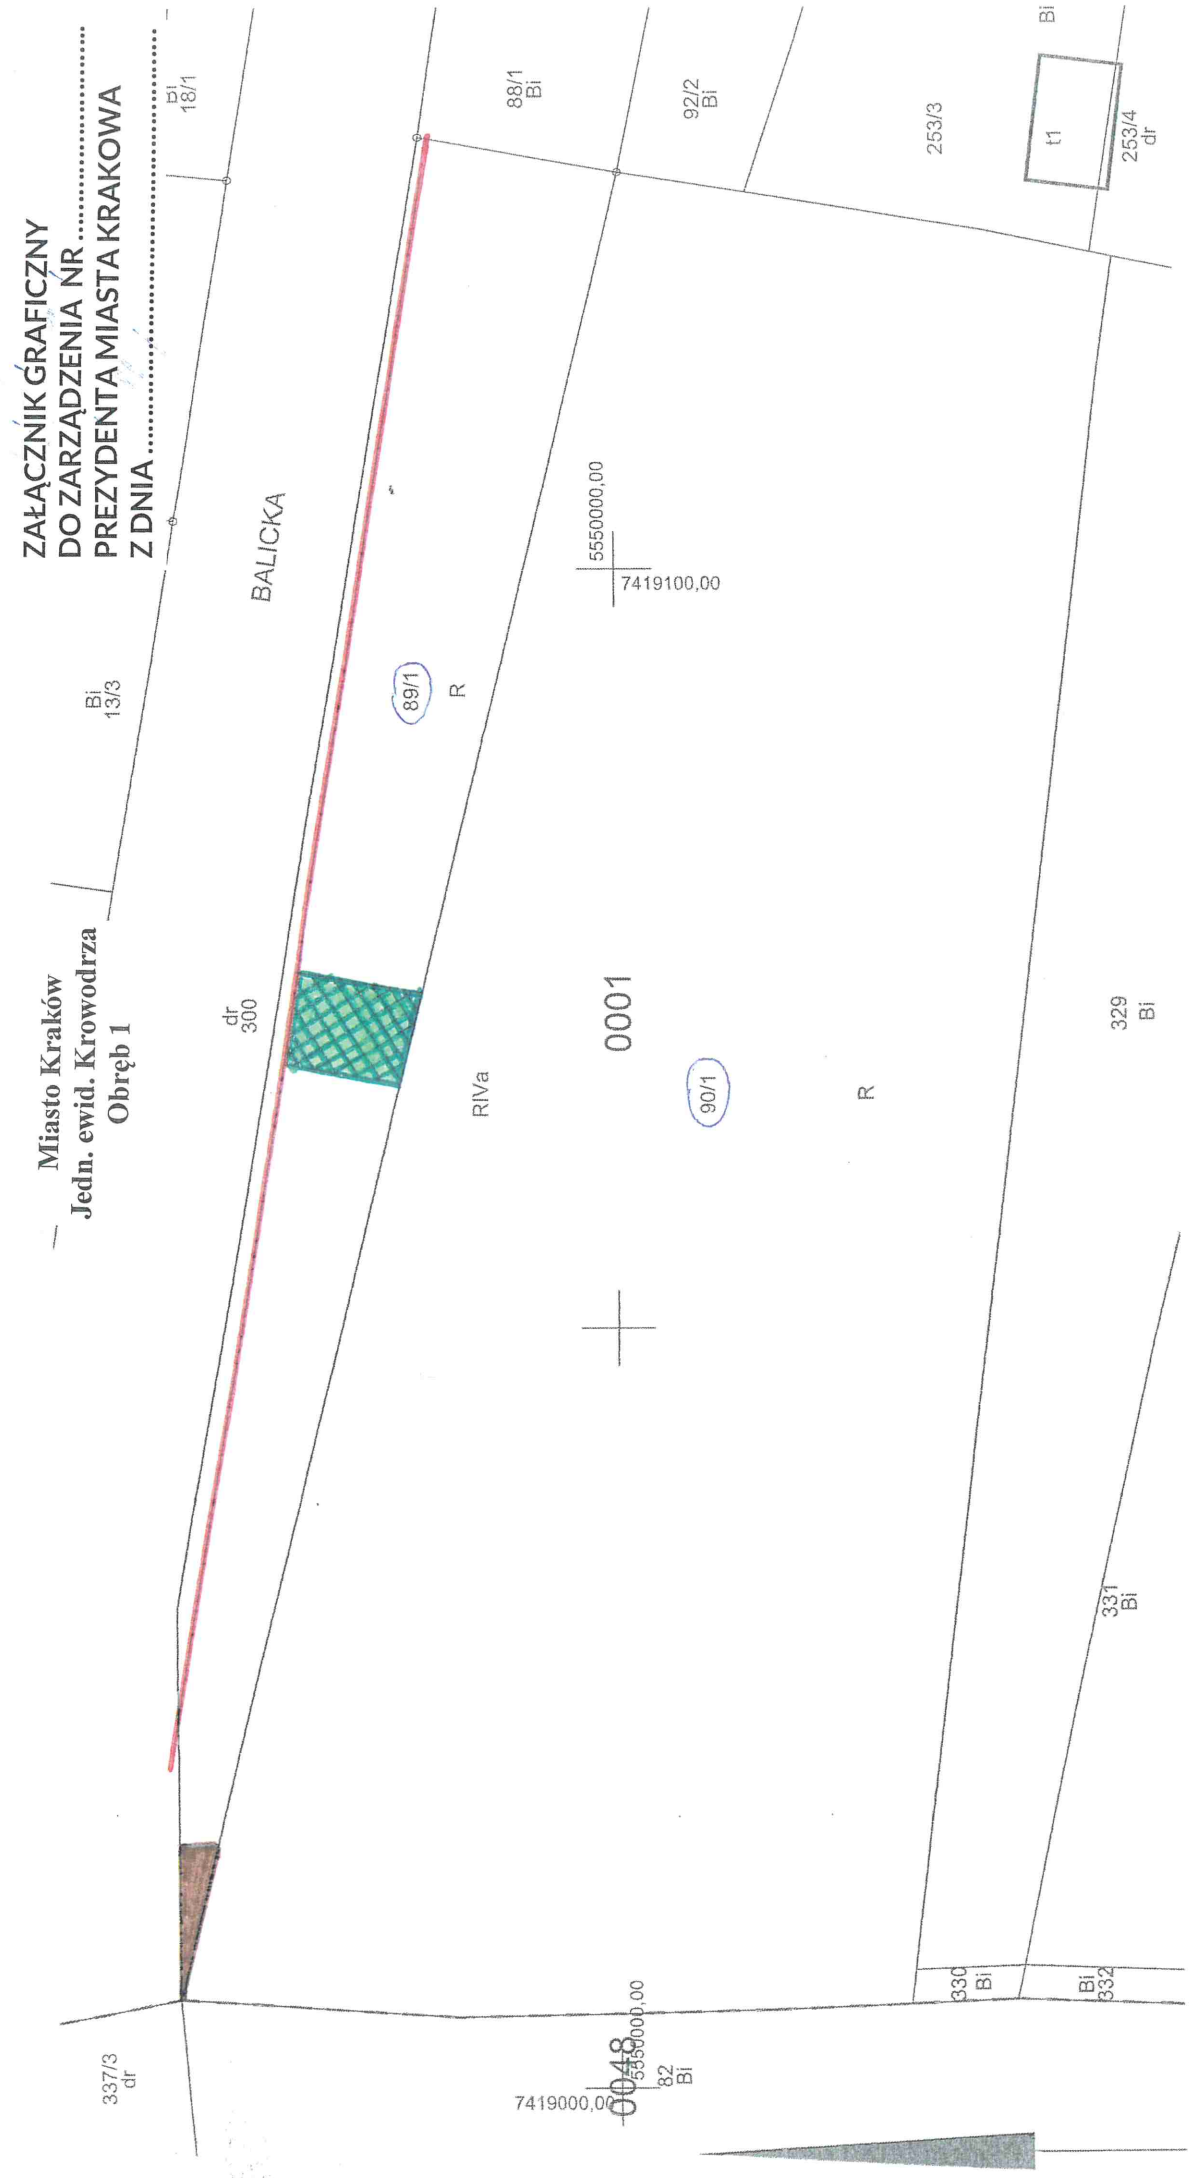 ZAŁĄCZNIK GRAFICZNY
DO ZARZĄDZENIA NR ..............................
PREZYDENTA MIASTA KRAKOWA
Z DNIA ............................................................
Miasto Kraków
Jedn. ewid. Krowodrza
Obręb 1
Bi
13/3
Bi
18/1
BALICKA
dr
300
88/1
Bi
92/2
Bi
253/3
Bi
t1
253/4
dr
89/1
R
5550000,00
7419100,00
RIVa
0001
90/1
R
329
Bi
331
Bi
330
Bi
Bi
332
337/3
dr
7419000,00
0048
5550000,00
82
Bi